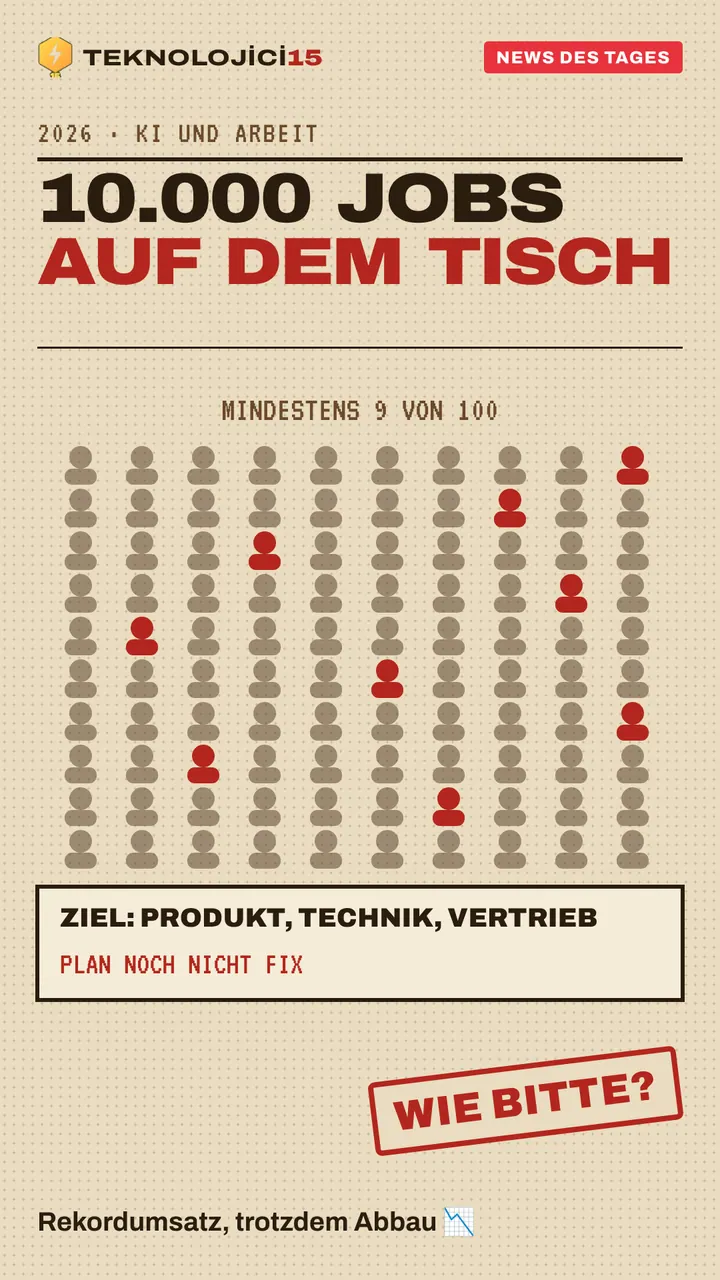 TEKNOLOJİCİ15
NEWS DES TAGES
2026 · KI UND ARBEIT
10.000 JOBS
AUF DEM TISCH
MINDESTENS 9 VON 100
ZIEL: PRODUKT, TECHNIK, VERTRIEB
PLAN NOCH NICHT FIX
WIE BITTE?
Rekordumsatz, trotzdem Abbau 📉